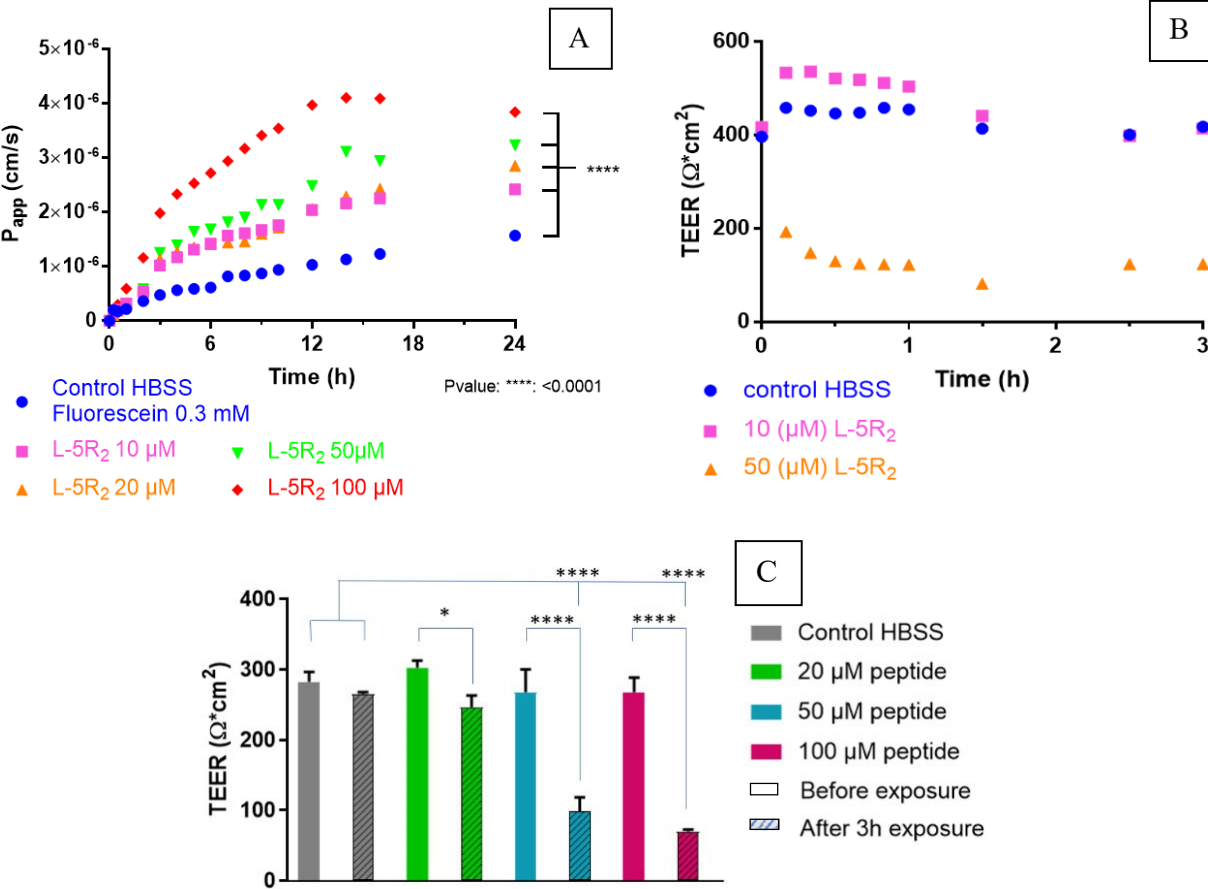 A
5×10-6
4×10-6
3×10-6
2×10-6
1×10-6
0
Papp (cm/s)
0 6 12 18 24
Time (h)
****
Pvalue: ****: <0.0001
Control HBSS
Fluorescein 0.3 mM
L-5R2 10 µM
L-5R2 50µM
L-5R2 20 µM
L-5R2 100 µM
B
600
400
200
0
TEER (Ω*cm2)
0 1 2 3
Time (h)
control HBSS
10 (µM) L-5R2
50 (µM) L-5R2
C
400
300
200
100
0
TEER (Ω*cm2)
**** ****
* **** ****
Control HBSS
20 µM peptide
50 µM peptide
100 µM peptide
Before exposure
After 3h exposure